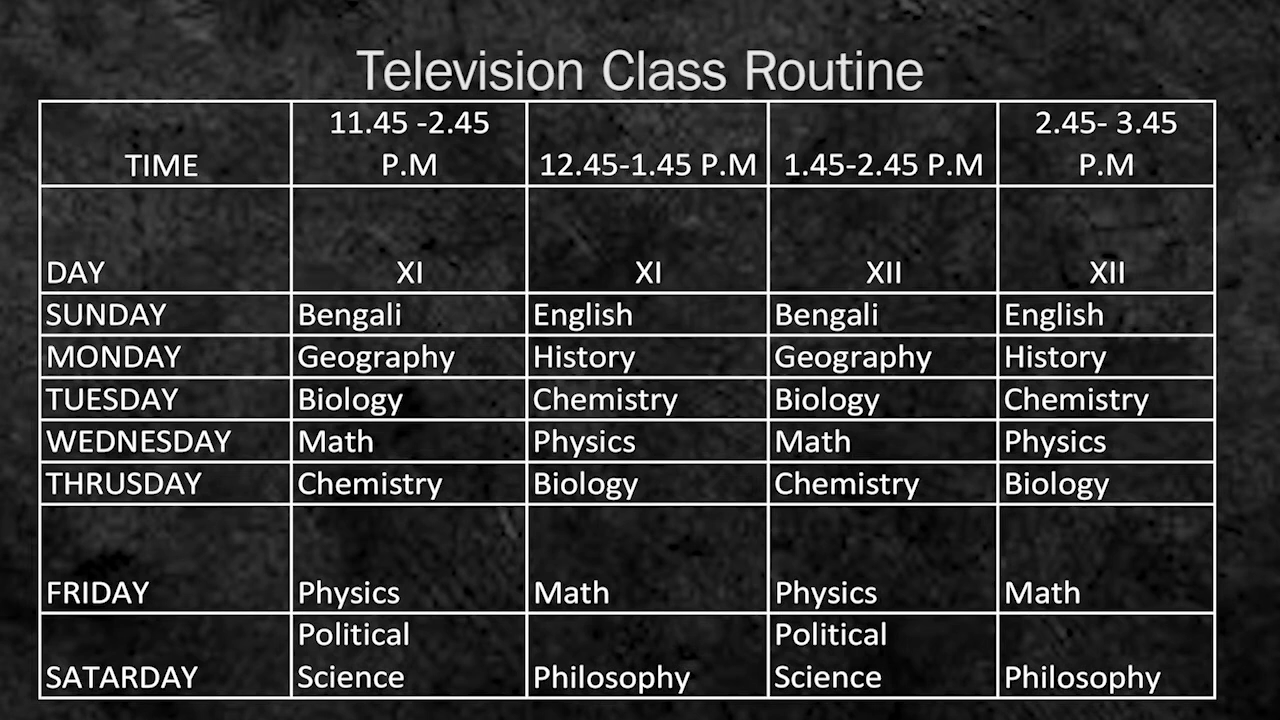 Television Class Routine
TIME 11.45 -2.45 P.M 12.45-1.45 P.M 1.45-2.45 P.M 2.45- 3.45 P.M
DAY XI XI XII XII
SUNDAY Bengali English Bengali English
MONDAY Geography History Geography History
TUESDAY Biology Chemistry Biology Chemistry
WEDNESDAY Math Physics Math Physics
THRUSDAY Chemistry Biology Chemistry Biology
FRIDAY Physics Math Physics Math
SATARDAY Political Science Philosophy Political Science Philosophy